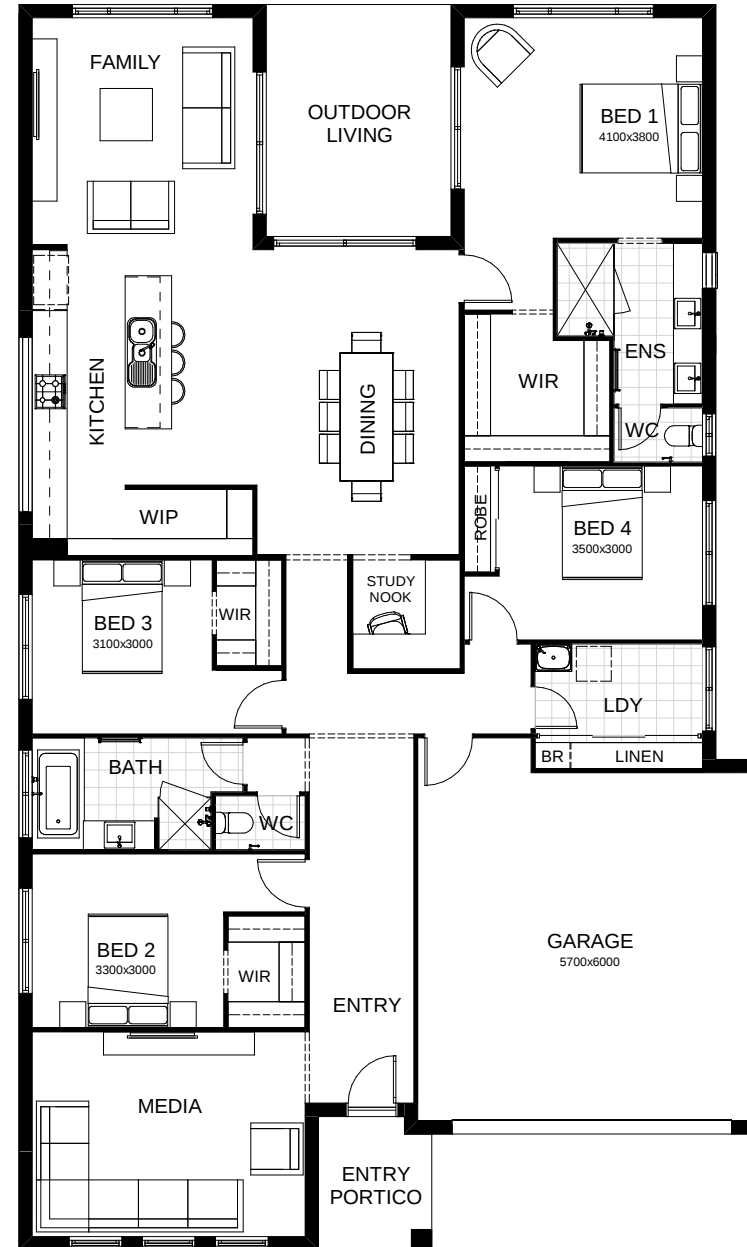 FAMILY
OUTDOOR
LIVING
BED 1
4100x3800
KITCHEN
DINING
WIR
ENS
WC
WIP
ROBE
BED 4
3500x3000
BED 3
3100x3000
WIR
STUDY
NOOK
LDY
BR
LINEN
BATH
WC
BED 2
3300x3000
WIR
ENTRY
GARAGE
5700x6000
MEDIA
ENTRY
PORTICO